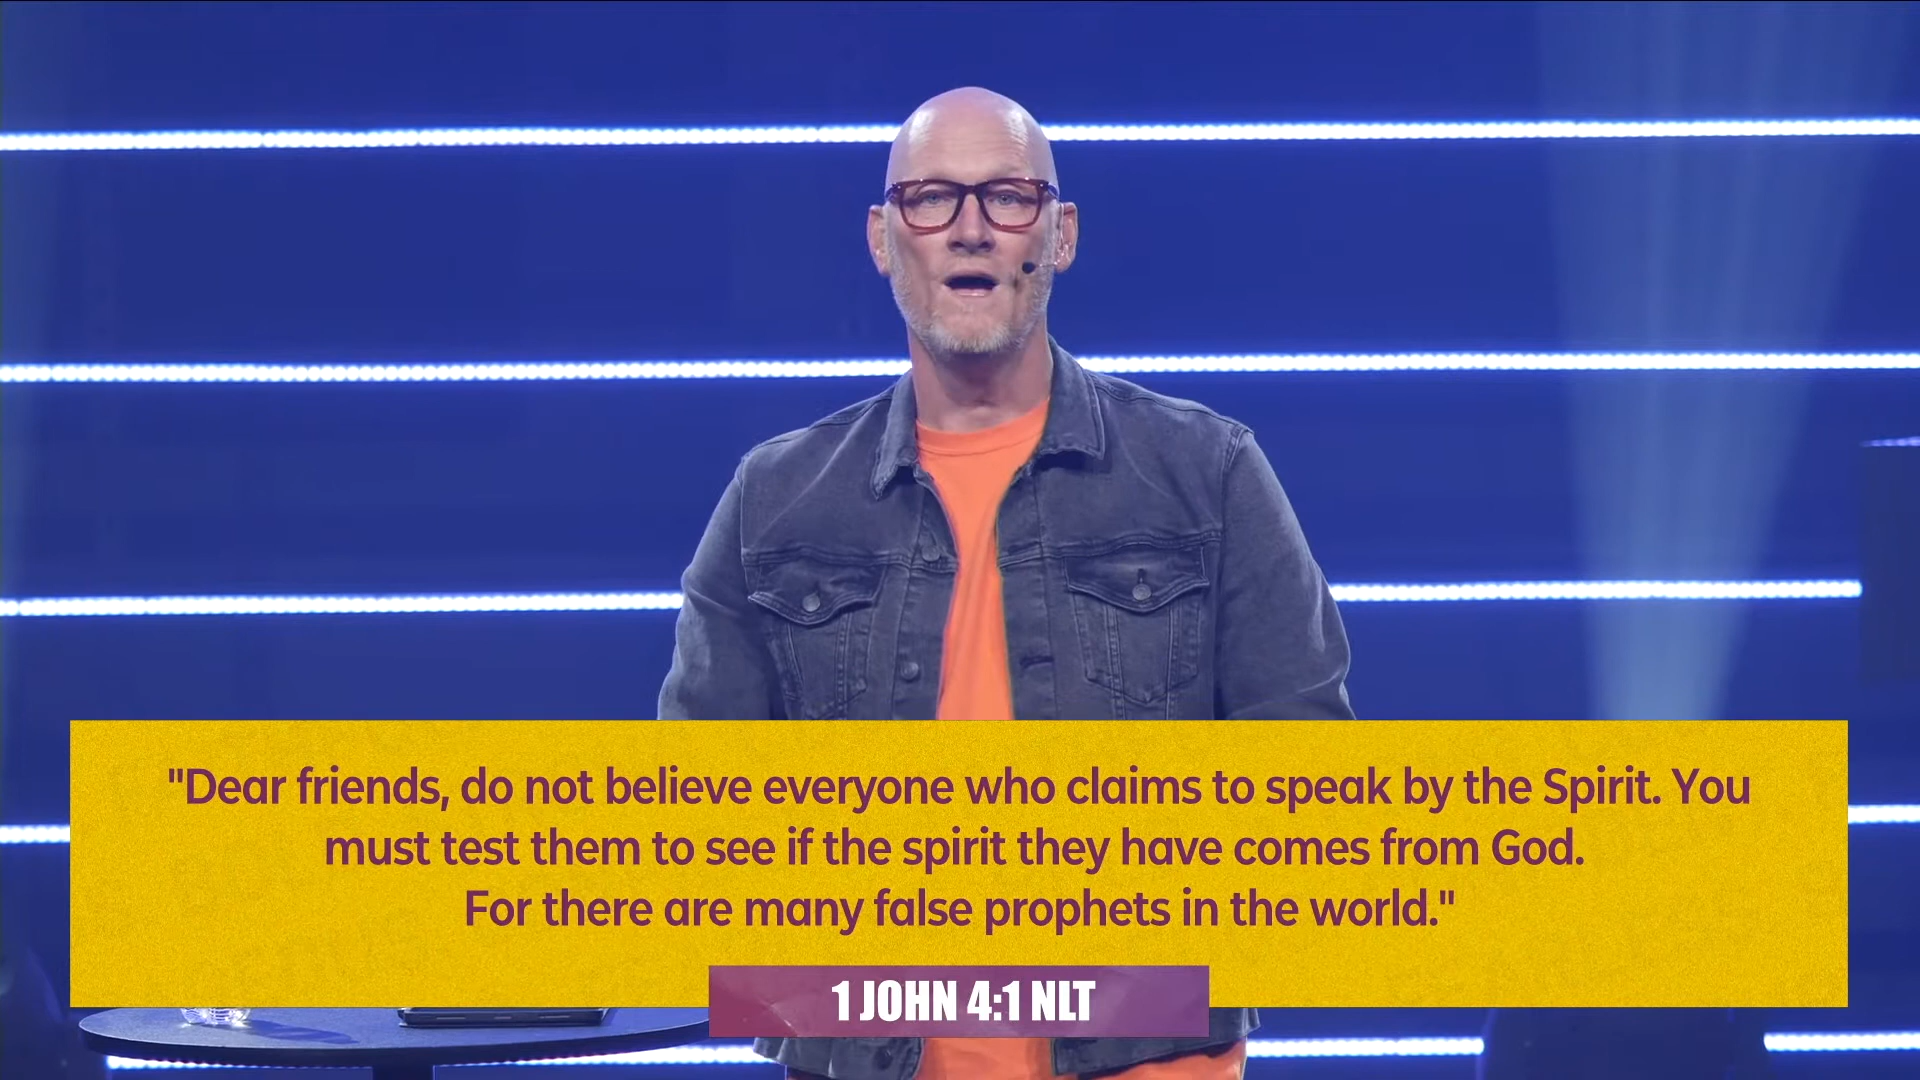 "Dear friends, do not believe everyone who claims to speak by the Spirit. You
must test them to see if the spirit they have comes from God.
For there are many false prophets in the world."
1 JOHN 4:1 NLT